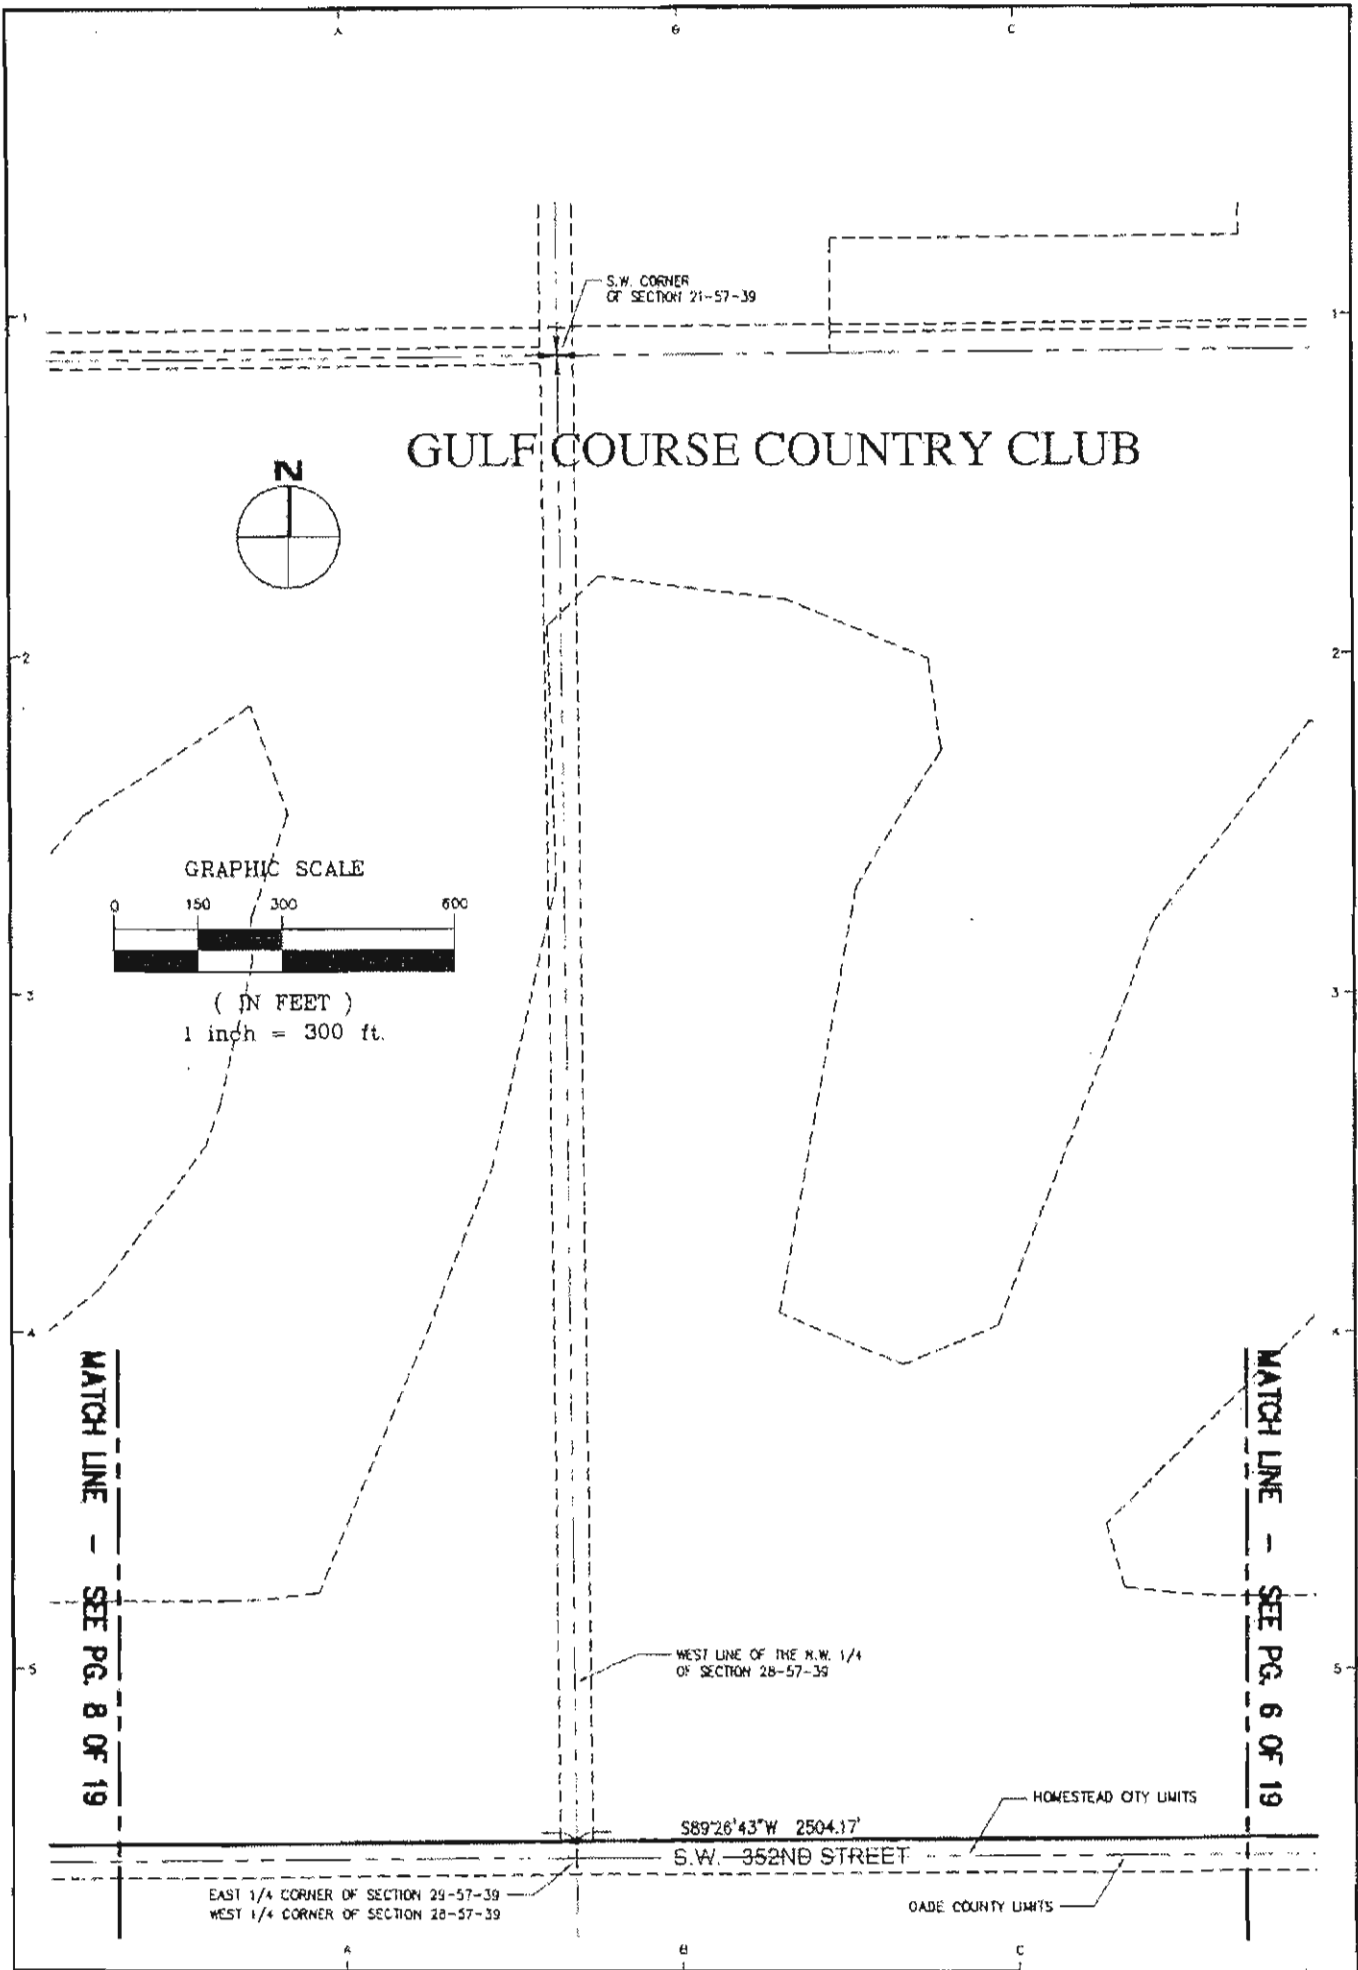 A B C
S.W. CORNER
OF SECTION 21-57-39
1 1
GULF COURSE COUNTRY CLUB
N
2 2
GRAPHIC SCALE
0 150 300 600
( IN FEET )
1 inch = 300 ft.
3 3
4 4
MATCH LINE - SEE PG. 8 OF 19
MATCH LINE - SEE PG. 6 OF 19
WEST LINE OF THE N.W. 1/4
OF SECTION 28-57-39
5 5
HOMESTEAD CITY LIMITS
S89°26'43"W 2504.17'
S.W. 352ND STREET
EAST 1/4 CORNER OF SECTION 29-57-39
WEST 1/4 CORNER OF SECTION 28-57-39
DADE COUNTY LIMITS
A B C